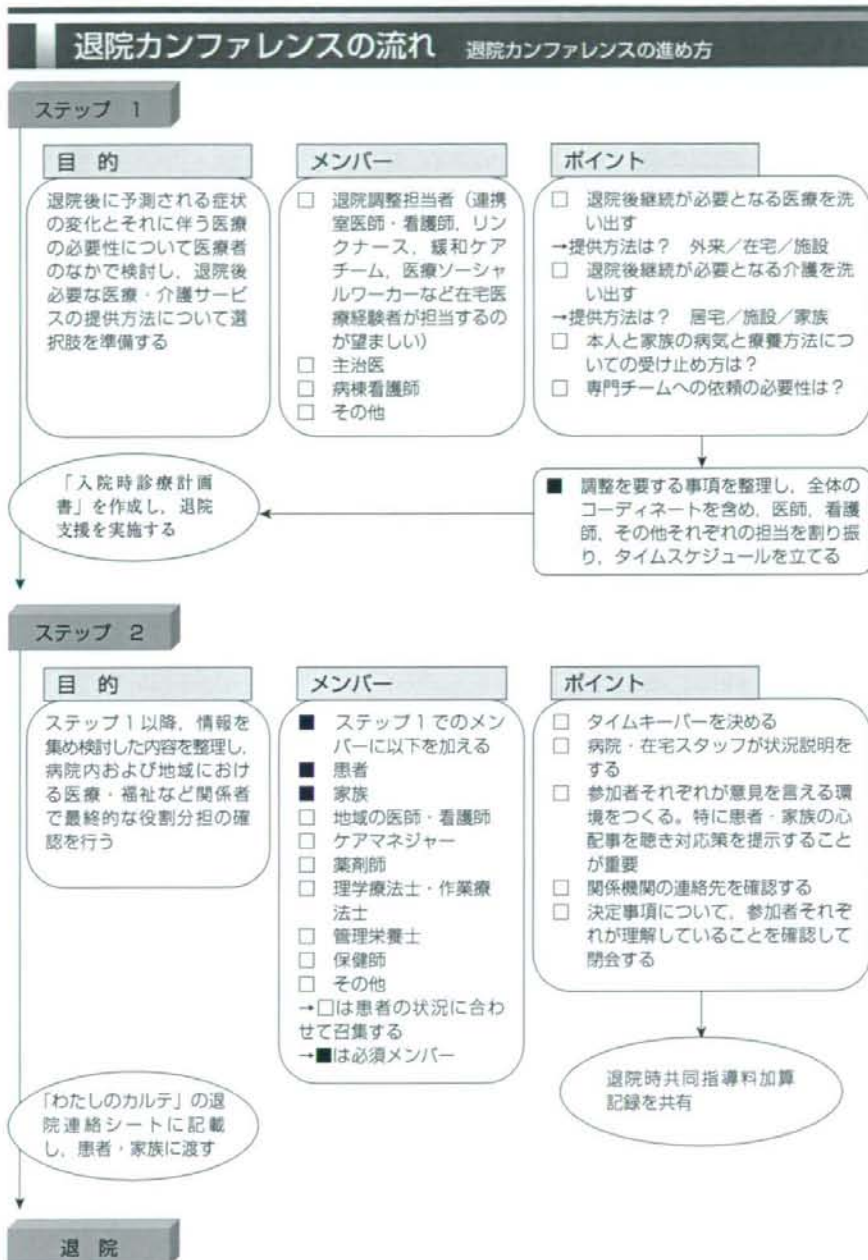 退院カンファレンスの流れ 退院カンファレンスの進め方
ステップ 1
目 的
退院後に予測される症状
の変化とそれに伴う医療
の必要性について医療者
のなかで検討し，退院後
必要な医療・介護サービ
スの提供方法について選
択肢を準備する
メンバー
□ 退院調整担当者（連携
室医師・看護師，リン
クナース，緩和ケア
チーム，医療ソーシャ
ルワーカーなど在宅医
療経験者が担当するの
が望ましい）
□ 主治医
□ 病棟看護師
□ その他
ポイント
□ 退院後継続が必要となる医療を洗
い出す
→提供方法は？ 外来／在宅／施設
□ 退院後継続が必要となる介護を洗
い出す
→提供方法は？ 居宅／施設／家族
□ 本人と家族の病気と療養方法につ
いての受け止め方は？
□ 専門チームへの依頼の必要性は？
■ 調整を要する事項を整理し，全体の
コーディネートを含め，医師，看護
師，その他それぞれの担当を割り振
り，タイムスケジュールを立てる
「入院時診療計画
書」を作成し，退院
支援を実施する
ステップ 2
目 的
ステップ1以降，情報を
集め検討した内容を整理し，
病院内および地域におけ
る医療・福祉など関係者
で最終的な役割分担の確
認を行う
メンバー
■ ステップ1でのメン
バーに以下を加える
■ 患者
■ 家族
□ 地域の医師・看護師
□ ケアマネジャー
□ 薬剤師
□ 理学療法士・作業療
法士
□ 管理栄養士
□ 保健師
□ その他
→□は患者の状況に合わ
せて召集する
→■は必須メンバー
ポイント
□ タイムキーパーを決める
□ 病院・在宅スタッフが状況説明を
する
□ 参加者それぞれが意見を言える環
境をつくる。特に患者・家族の心
配事を聴き対応策を提示すること
が重要
□ 関係機関の連絡先を確認する
□ 決定事項について，参加者それぞ
れが理解していることを確認して
閉会する
退院時共同指導料加算
記録を共有
「わたしのカルテ」の退
院連絡シートに記載
し，患者・家族に渡す
退 院